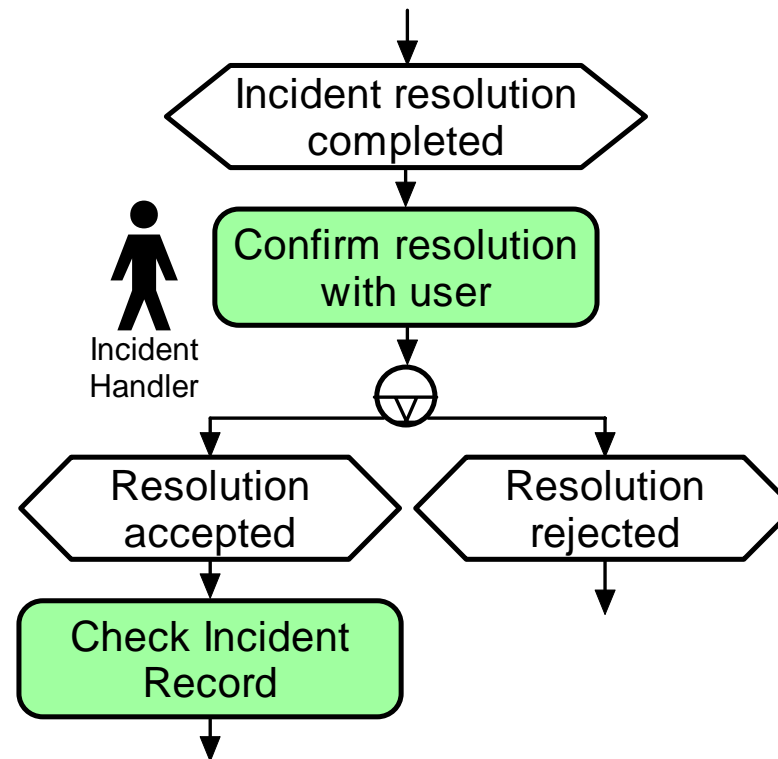 Incident resolution
completed
Confirm resolution
with user
Incident
Handler
Resolution
accepted
Resolution
rejected
Check Incident
Record